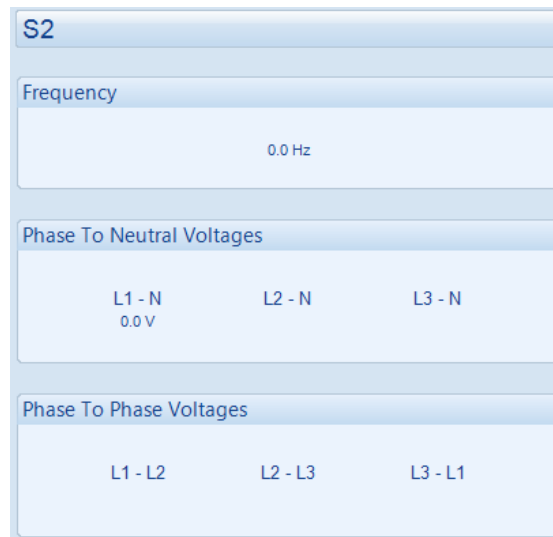 S2
Frequency
0.0 Hz
Phase To Neutral Voltages
L1 - N L2 - N L3 - N
0.0 V
Phase To Phase Voltages
L1 - L2 L2 - L3 L3 - L1